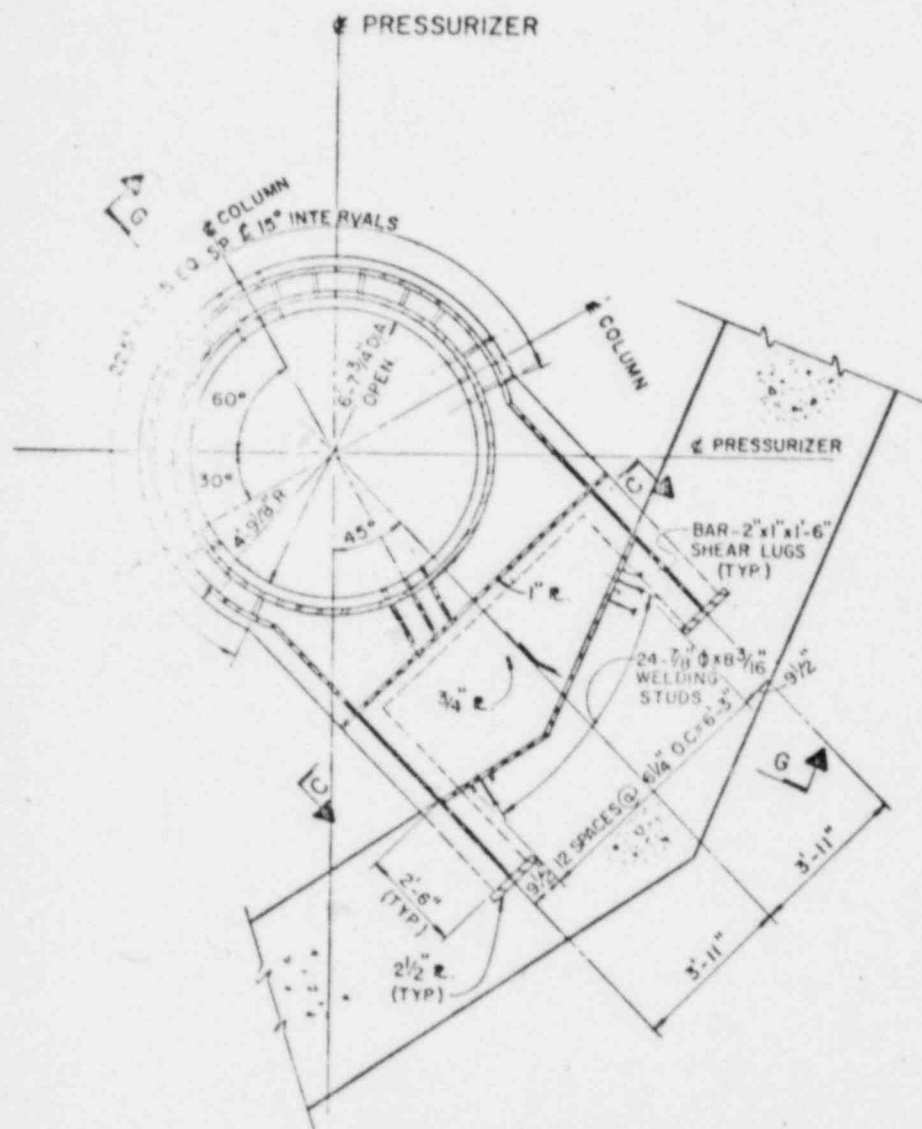 ℄ PRESSURIZER
G
℄ COLUMN
EQ. SP. ℄ 15° INTERVALS
6'-7 3/4" DIA.
OPEN
60°
30°
4'-9 7/8" R
45°
℄ COLUMN
℄ PRESSURIZER
C
BAR-2"x1"x1'-6"
SHEAR LUGS
(TYP.)
1" ℄
24-7/8" ϕ x 8 3/16"
WELDING
STUDS
3/4" ℄
9 1/2"
12 SPACES @ 6 1/4" O.C = 6'-3"
9 1/2"
G
C
2'-6"
(TYP.)
2 1/2" ℄
(TYP.)
3'-11"
3'-11"